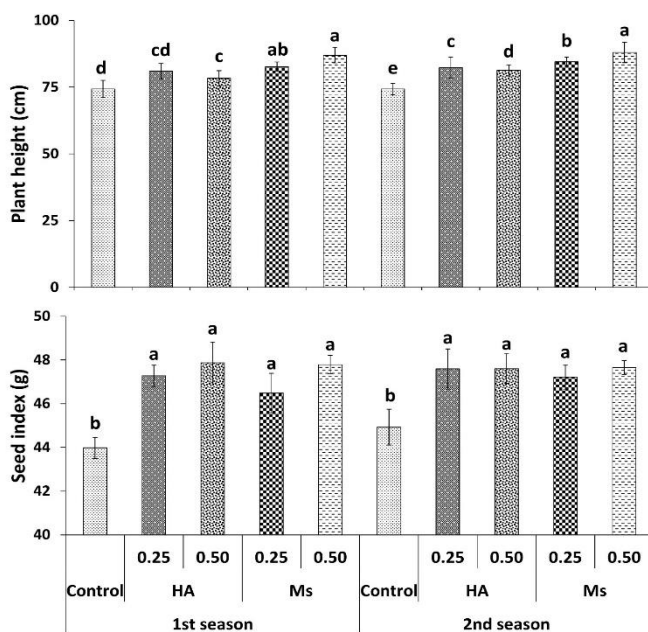 100
75
50
25
0
Plant height (cm)
d cd c ab a e c d b a
50
48
46
44
42
40
Seed index (g)
b a a a a b a a a a
0.25 0.50 0.25 0.50 0.25 0.50 0.25 0.50
Control HA Ms Control HA Ms
1st season 2nd season